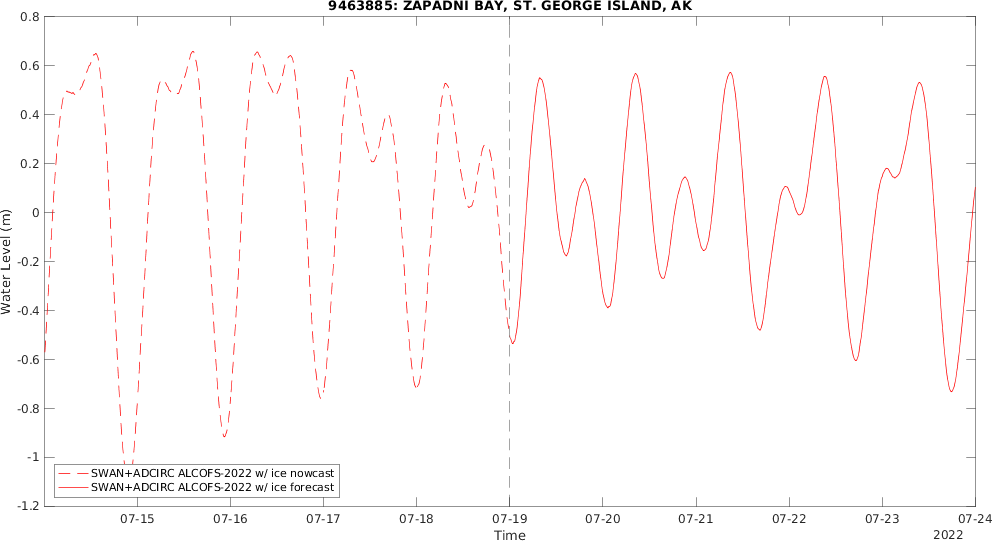 9463885: ZAPADNI BAY, ST. GEORGE ISLAND, AK
0.8
0.6
0.4
0.2
0
-0.2
-0.4
-0.6
-0.8
-1
-1.2
Water Level (m)
SWAN+ADCIRC ALCOFS-2022 w/ ice nowcast
SWAN+ADCIRC ALCOFS-2022 w/ ice forecast
07-15 07-16 07-17 07-18 07-19 07-20 07-21 07-22 07-23 07-24
Time
2022